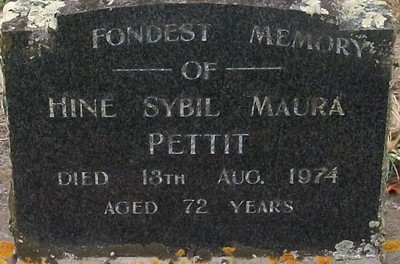 FONDEST MEMORY
OF
HINE SYBIL MAURA
PETTIT
DIED 13TH AUG. 1974
AGED 72 YEARS